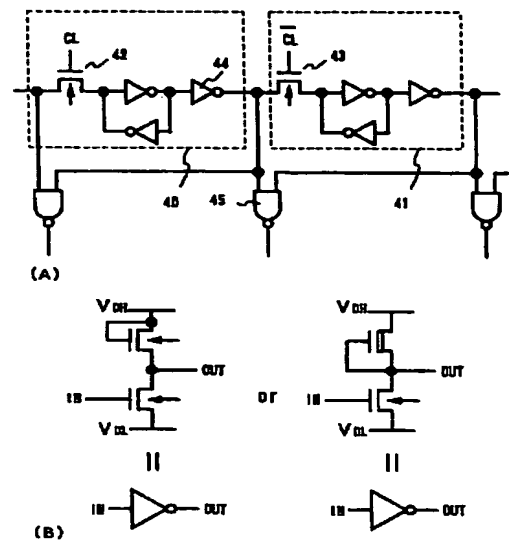 CL 42 44 C̅L̅ 43
40 45 41
(A)
VDH VDH
OUT OUT
IN or IN
VDL VDL
IN OUT IN OUT
(B)